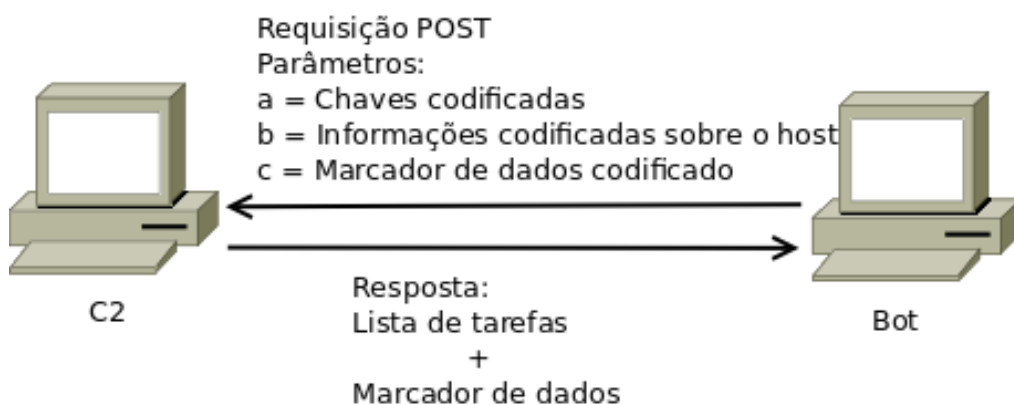 Requisição POST
Parâmetros:
a = Chaves codificadas
b = Informações codificadas sobre o host
c = Marcador de dados codificado
C2
Bot
Resposta:
Lista de tarefas
+
Marcador de dados